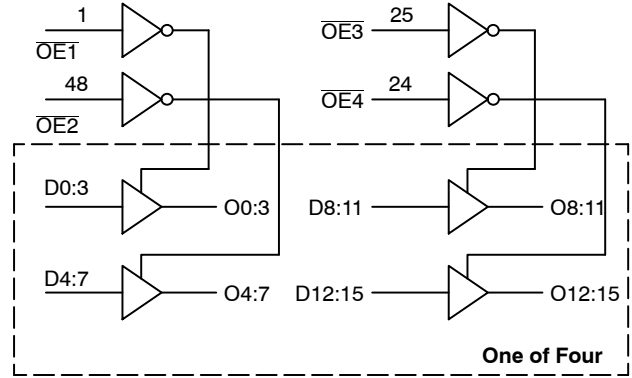 1
OE1
48
OE2
OE3
25
OE4
24
D0:3
O0:3
D8:11
O8:11
D4:7
O4:7
D12:15
O12:15
One of Four